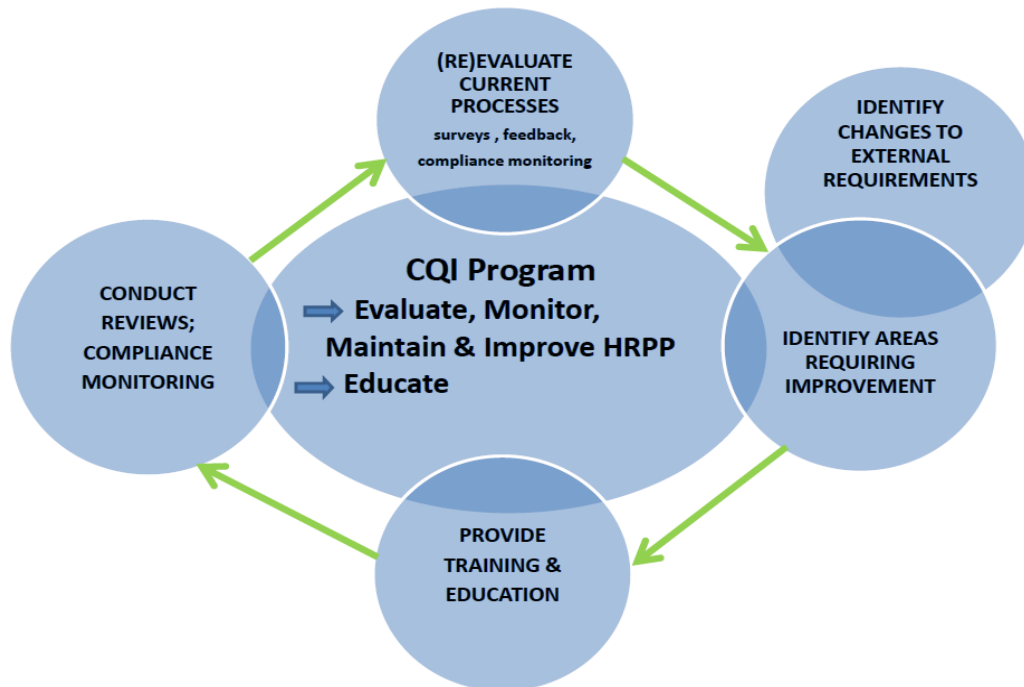 (RE)EVALUATE
CURRENT
PROCESSES
surveys , feedback,
compliance monitoring
IDENTIFY
CHANGES TO
EXTERNAL
REQUIREMENTS
CQI Program
Evaluate, Monitor,
Maintain & Improve HRPP
Educate
CONDUCT
REVIEWS;
COMPLIANCE
MONITORING
IDENTIFY AREAS
REQUIRING
IMPROVEMENT
PROVIDE
TRAINING &
EDUCATION